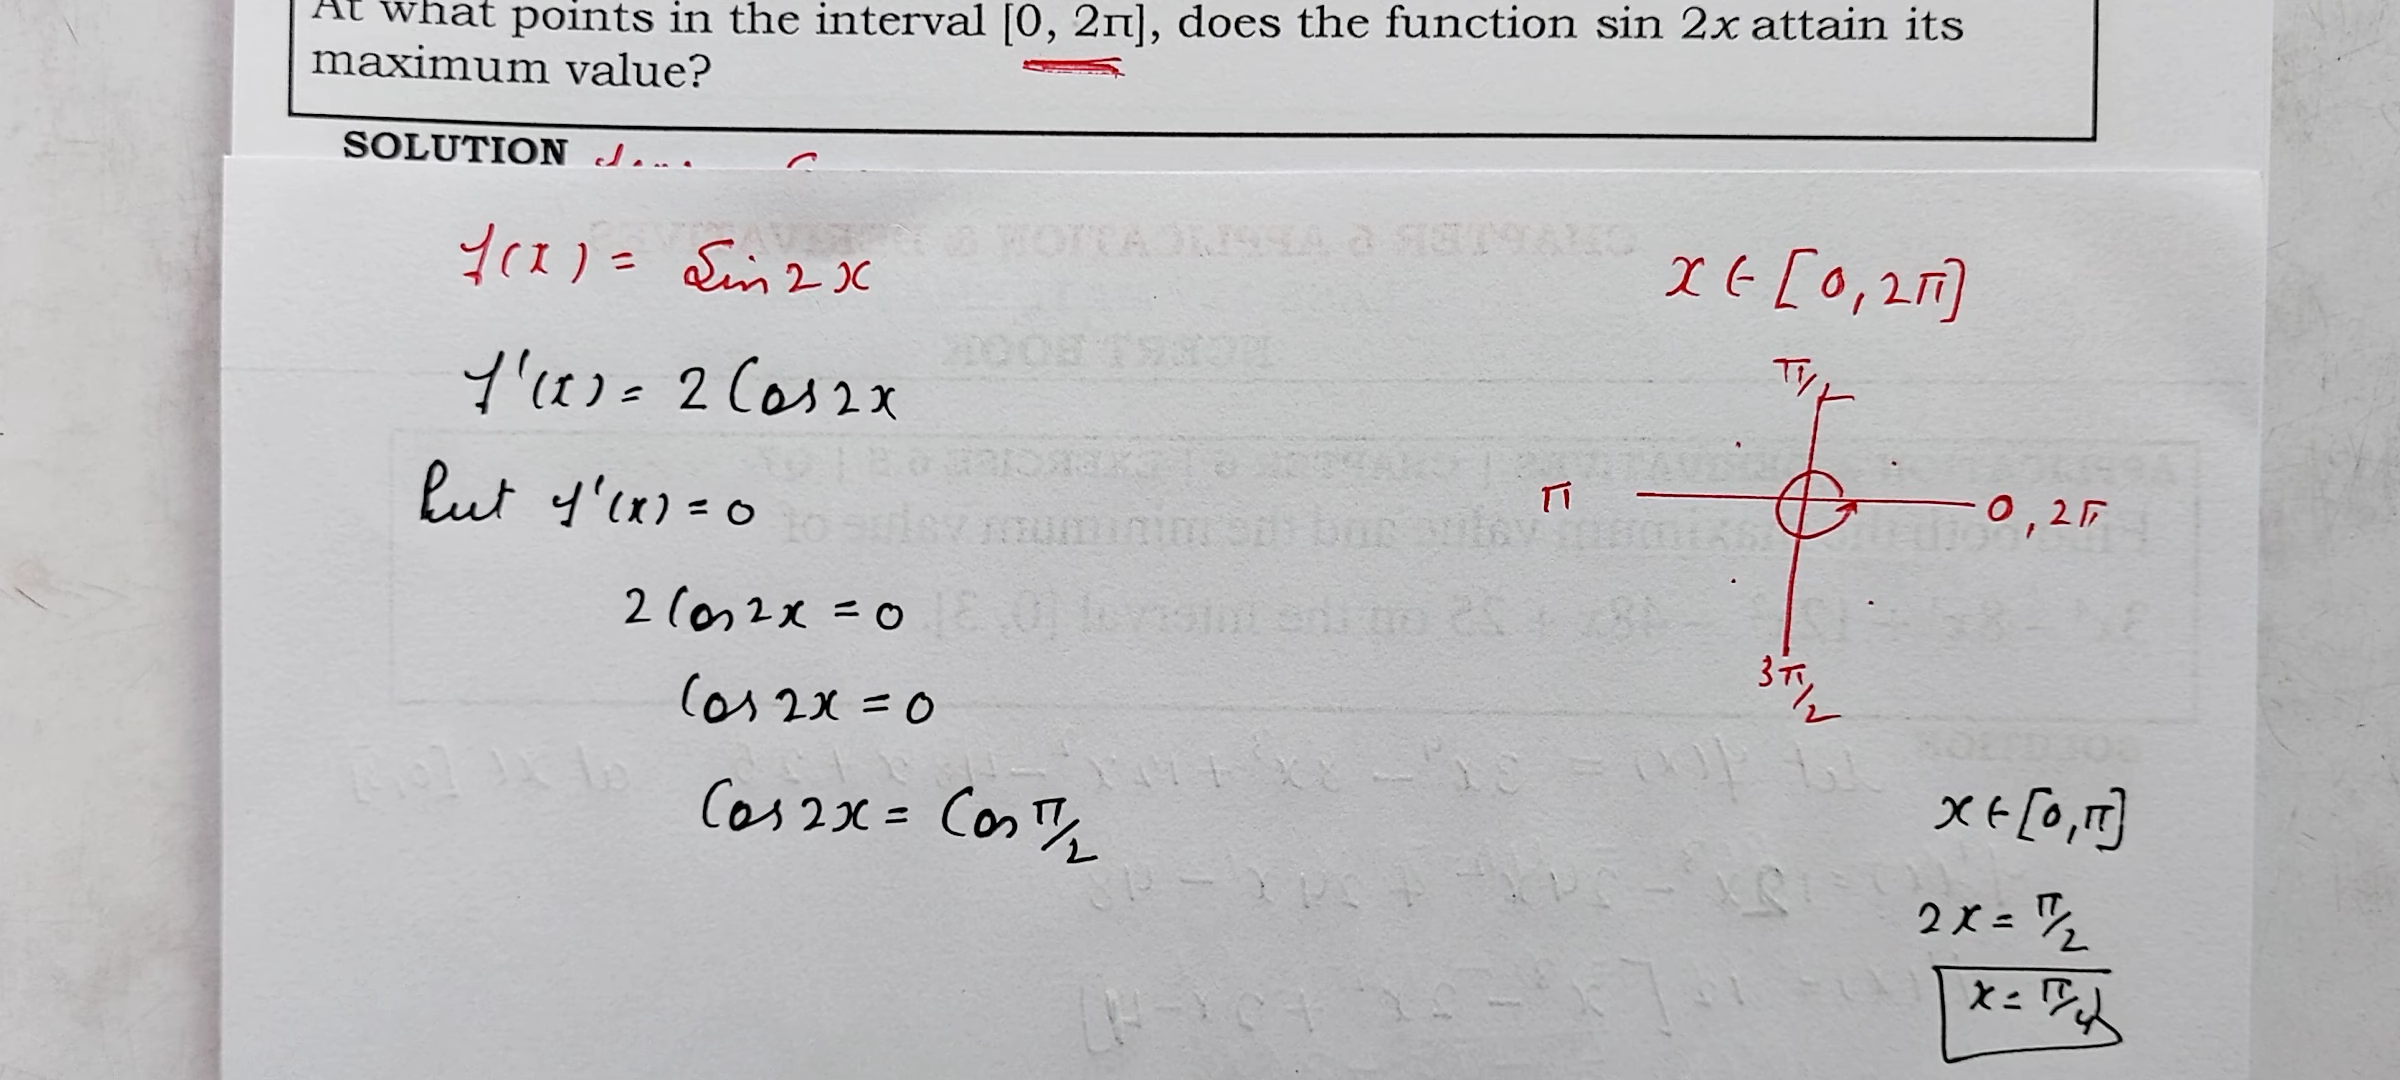 At what points in the interval [0, 2π], does the function sin 2x attain its
maximum value?
SOLUTION
f(x) = Sin 2x
x ∈ [0, 2π]
f'(x) = 2 Cos 2x
Put f'(x) = 0
2 Cos 2x = 0
Cos 2x = 0
Cos 2x = Cos π/2
π/2
π
0, 2π
3π/2
x ∈ [0, π]
2x = π/2
x = π/4